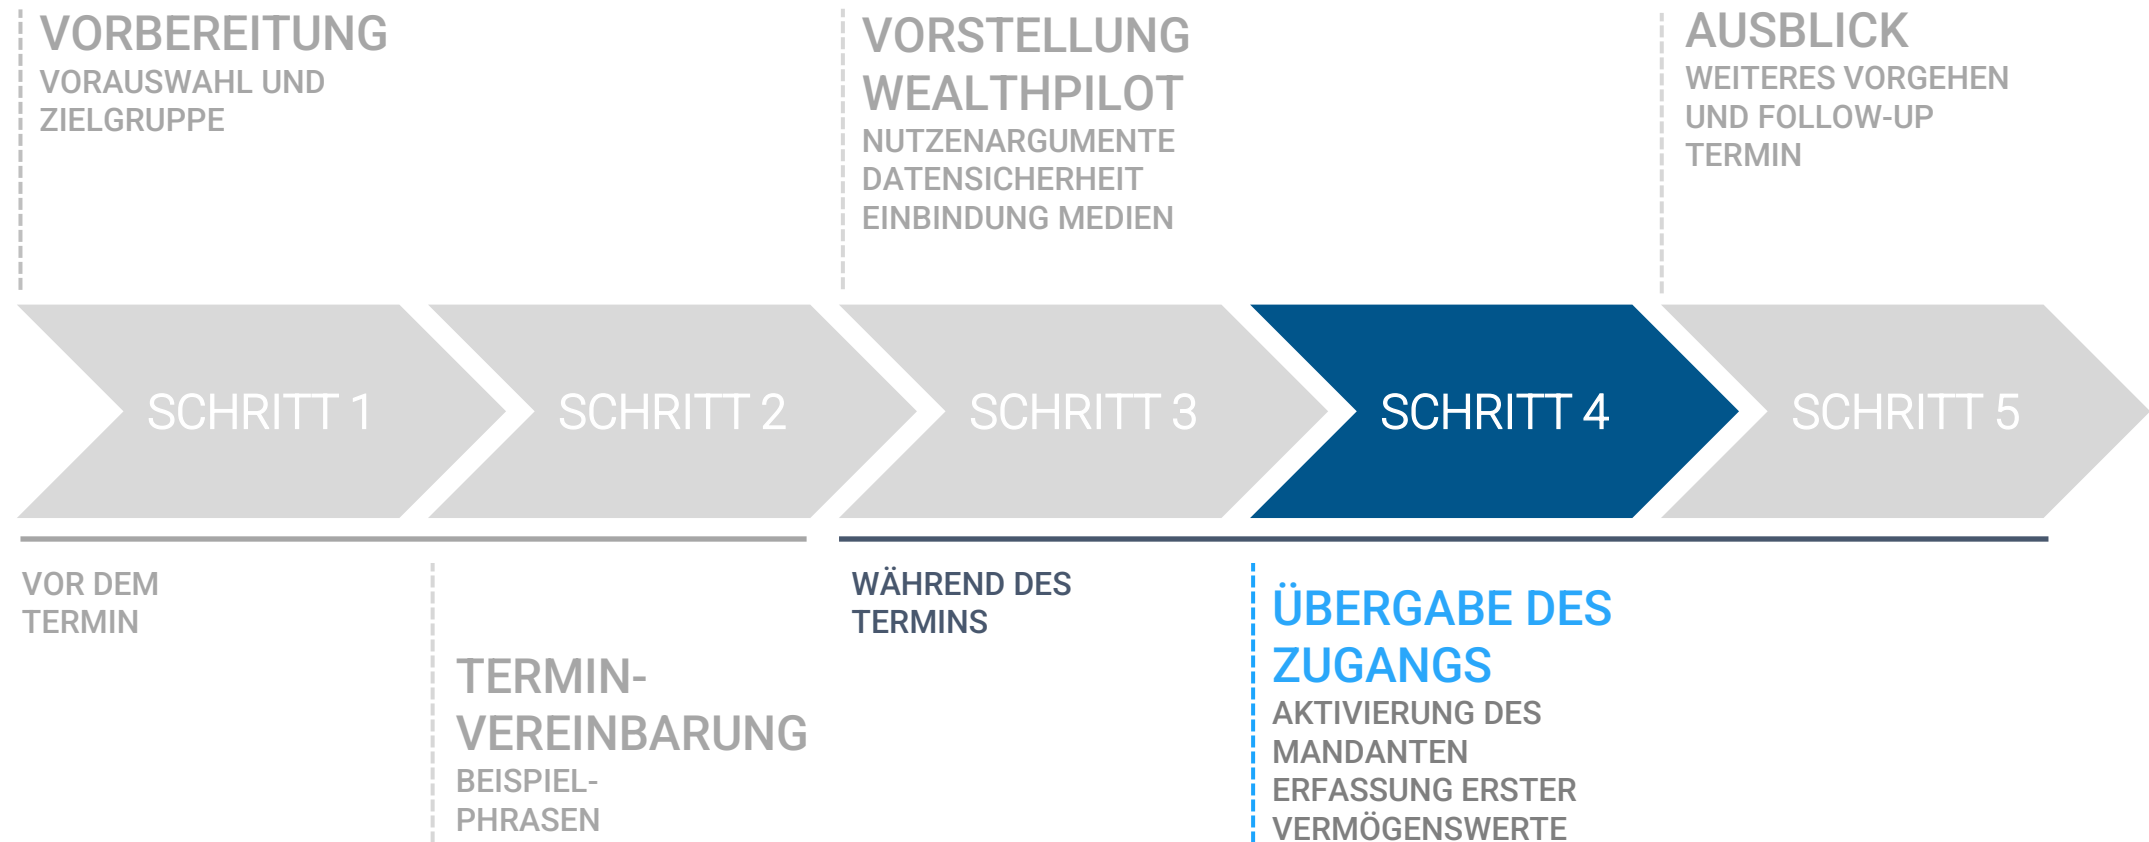 VORBEREITUNG
VORAUSWAHL UND
ZIELGRUPPE
VORSTELLUNG
WEALTHPILOT
NUTZENARGUMENTE
DATENSICHERHEIT
EINBINDUNG MEDIEN
AUSBLICK
WEITERES VORGEHEN
UND FOLLOW-UP
TERMIN
SCHRITT 1
SCHRITT 2
SCHRITT 3
SCHRITT 4
SCHRITT 5
VOR DEM
TERMIN
TERMIN-
VEREINBARUNG
BEISPIEL-
PHRASEN
WÄHREND DES
TERMINS
ÜBERGABE DES
ZUGANGS
AKTIVIERUNG DES
MANDANTEN
ERFASSUNG ERSTER
VERMÖGENSWERTE